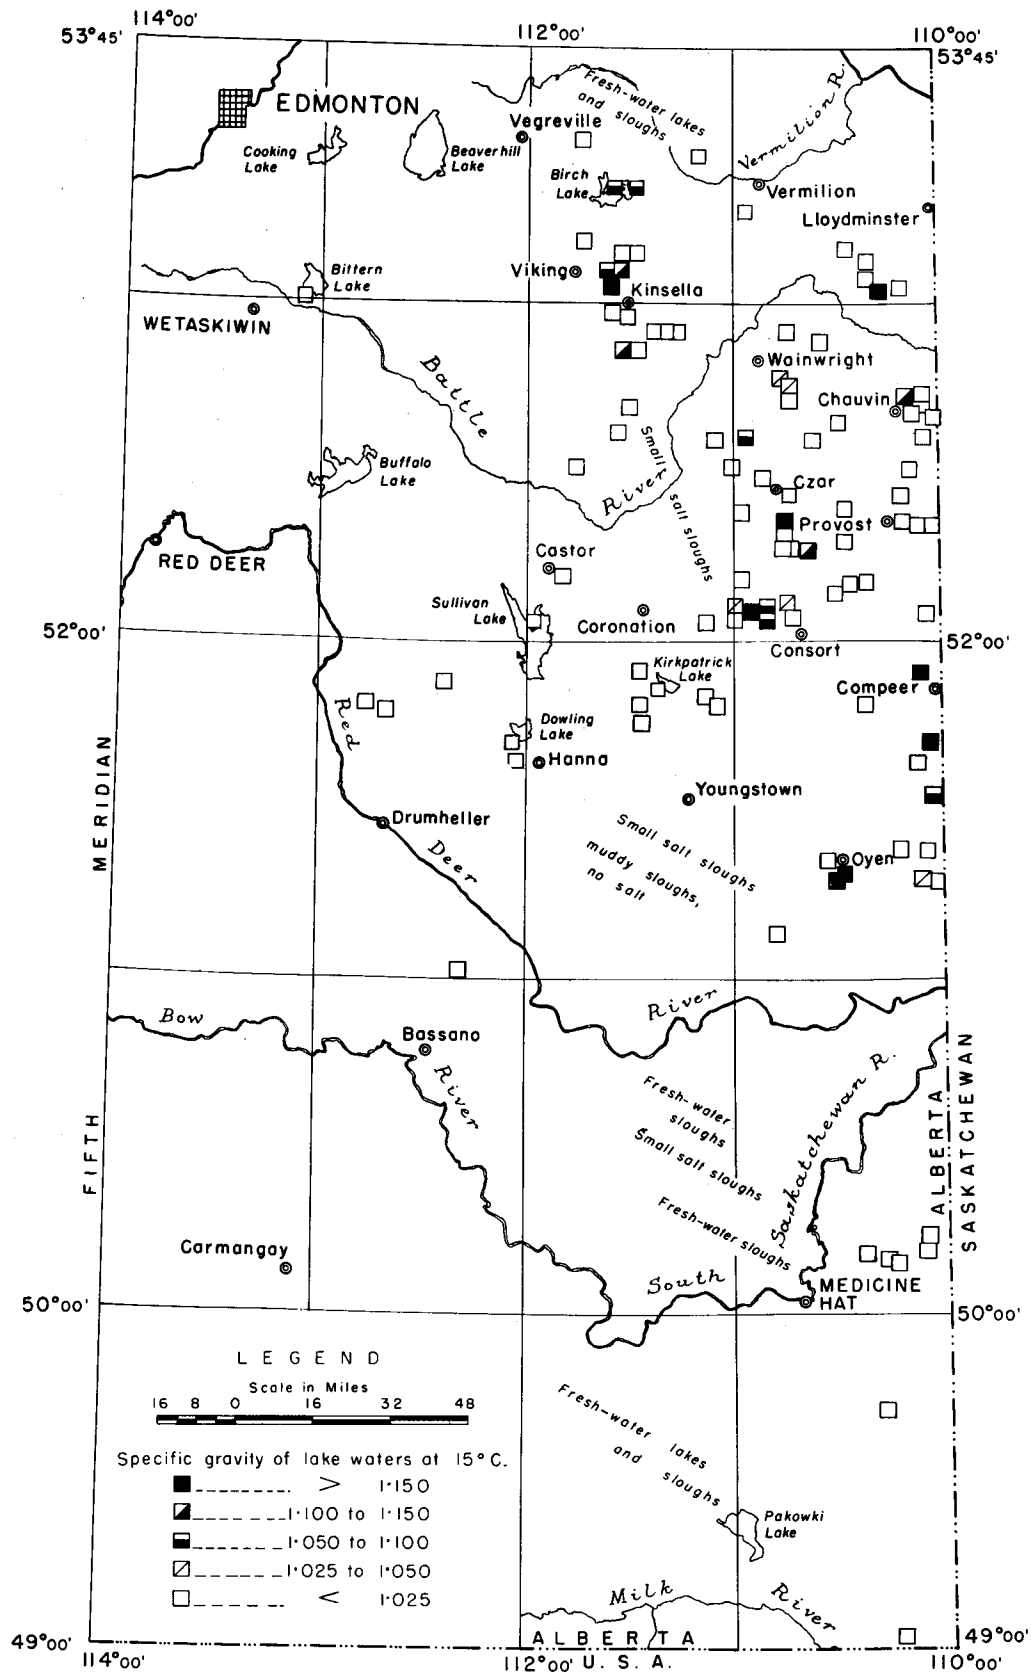 114°00'
112°00'
110°00'
53°45'
53°45'
EDMONTON
Cooking
Lake
Beaverhill
Lake
Vegreville
Fresh-water lakes
and sloughs
Vermilion R.
Birch
Lake
Vermilion
Lloydminster
Bittern
Lake
Viking
Kinsella
WETASKIWIN
Battle
River
Wainwright
Chauvin
Buffalo
Lake
Small
salt sloughs
Czar
Provost
RED DEER
Castor
Sullivan
Lake
Coronation
Consort
52°00'
52°00'
Kirkpatrick
Lake
Compeer
Red
Deer
River
Dowling
Lake
Hanna
Youngstown
MERIDIAN
Drumheller
Small salt sloughs
muddy sloughs,
no salt
Oyen
Bow
River
Bassano
Fresh-water
sloughs
Small salt sloughs
Fresh-water sloughs
South
Saskatchewan R.
ALBERTA
SASKATCHEWAN
FIFTH
Carmangay
MEDICINE
HAT
50°00'
50°00'
LEGEND
Scale in Miles
16 8 0 16 32 48
Specific gravity of lake waters at 15°C.
> 1·150
1·100 to 1·150
1·050 to 1·100
1·025 to 1·050
< 1·025
Fresh-water lakes
and sloughs
Pakowki
Lake
Milk River
49°00'
49°00'
ALBERTA
U.S.A.
114°00'
112°00'
110°00'